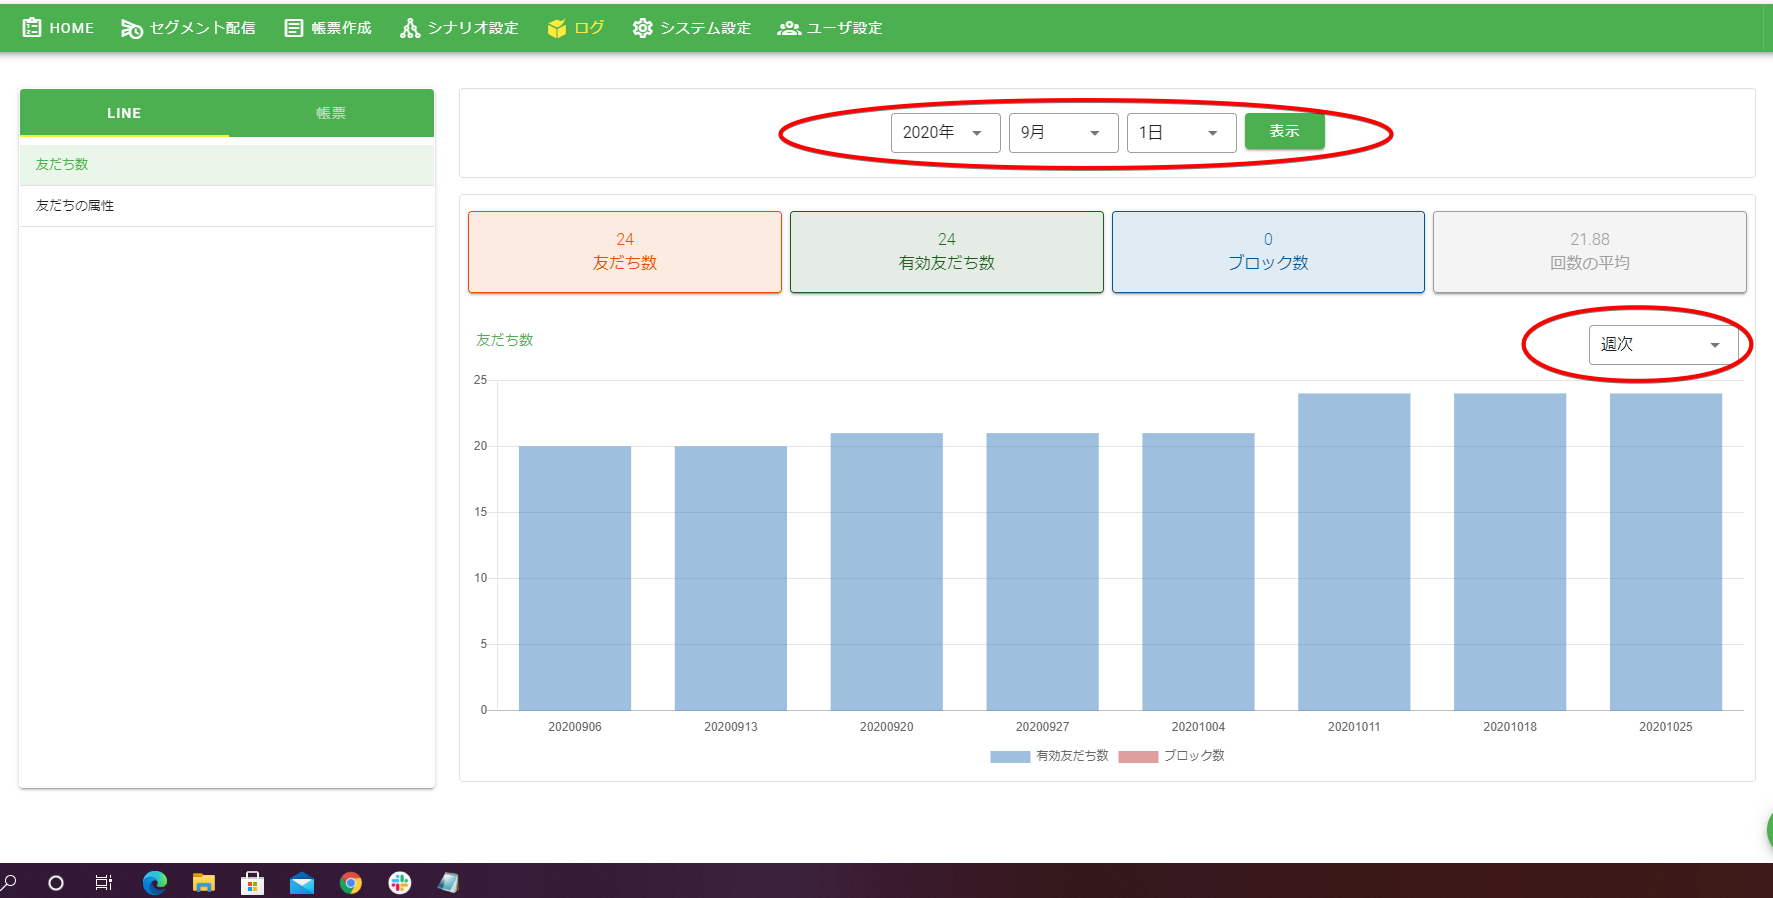 HOME セグメント配信 帳票作成 シナリオ設定 ログ システム設定 ユーザ設定
LINE 帳票
友だち数
友だちの属性
2020年 9月 1日 表示
24 24 0 21.88
友だち数 有効友だち数 ブロック数 回数の平均
友だち数
週次
25
20
15
10
5
0
20200906 20200913 20200920 20200927 20201004 20201011 20201018 20201025
有効友だち数 ブロック数